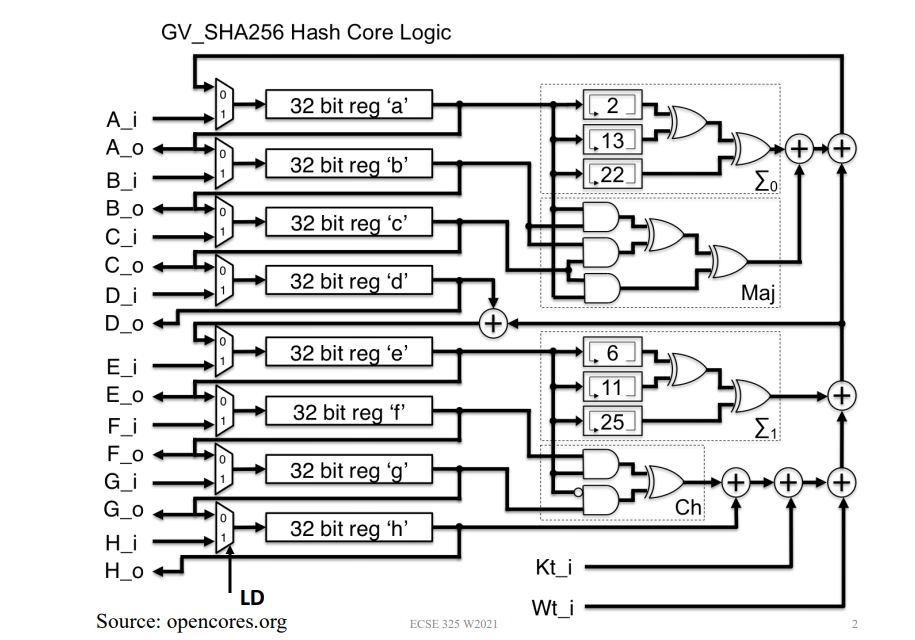 GV_SHA256 Hash Core Logic
0
1
32 bit reg ‘a’
2
A_i
A_o
13
0
1
32 bit reg ‘b’
22
Σ0
B_i
B_o
0
1
32 bit reg ‘c’
C_i
C_o
0
1
32 bit reg ‘d’
D_i
Maj
D_o
0
1
32 bit reg ‘e’
6
E_i
E_o
11
0
1
32 bit reg ‘f’
25
Σ1
F_i
F_o
0
1
32 bit reg ‘g’
G_i
G_o
Ch
0
1
32 bit reg ‘h’
H_i
H_o
Kt_i
LD
Wt_i
Source: opencores.org
ECSE 325 W2021
2